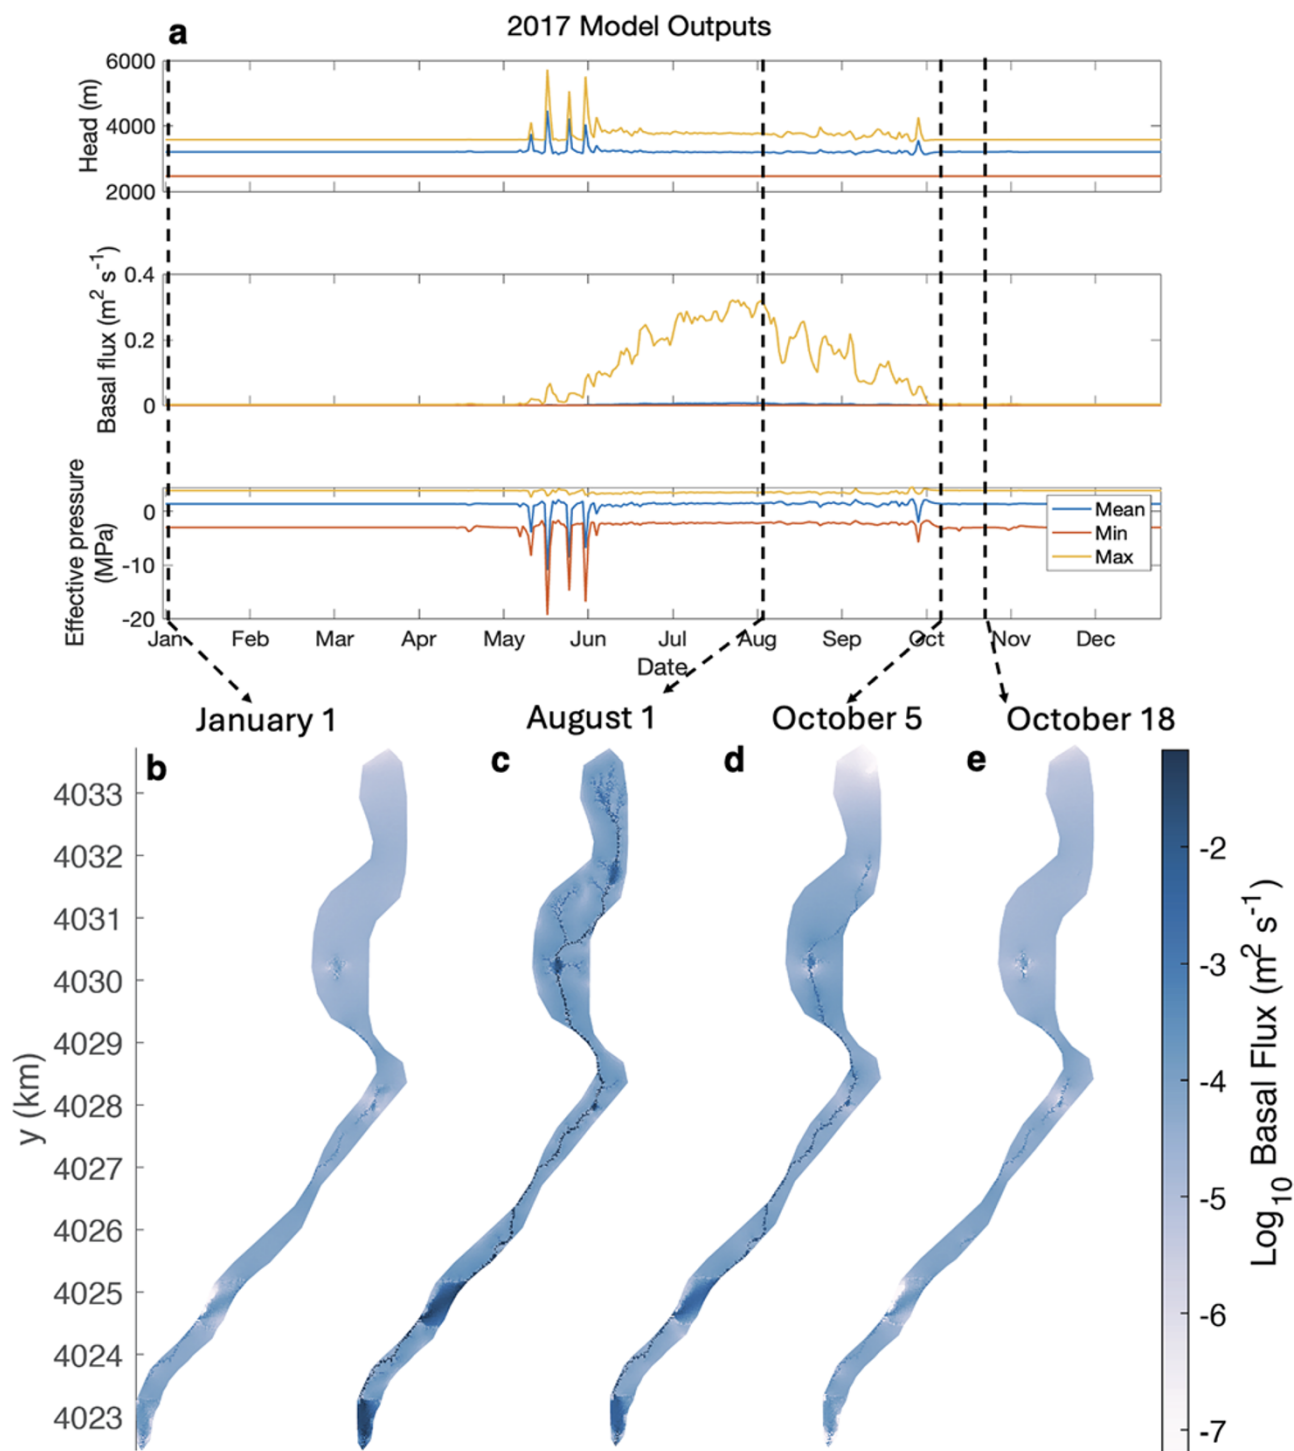 a
2017 Model Outputs
Head (m)
6000
4000
2000
Basal flux (m² s⁻¹)
0.4
0.2
0
Effective pressure
(MPa)
0
-10
-20
Mean
Min
Max
Jan Feb Mar Apr May Jun Jul Aug Sep Oct Nov Dec
Date
January 1
August 1
October 5
October 18
b
c
d
e
y (km)
4033
4032
4031
4030
4029
4028
4027
4026
4025
4024
4023
-2
-3
-4
-5
-6
-7
Log₁₀ Basal Flux (m² s⁻¹)